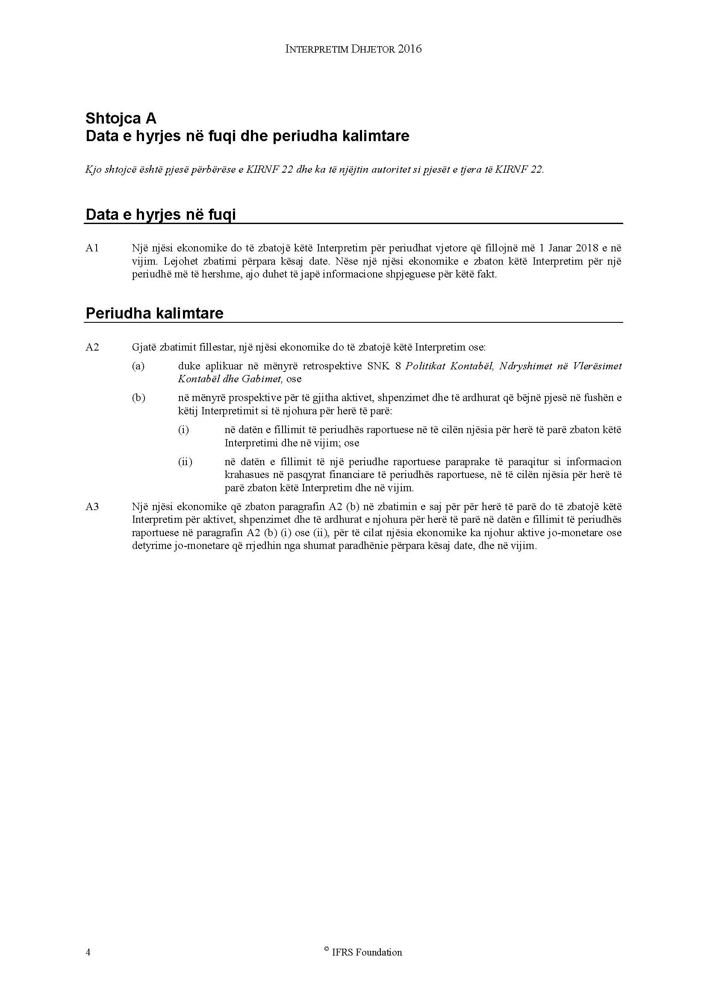 INTERPRETIM DHJETOR 2016
Shtojca A
Data e hyrjes në fuqi dhe periudha kalimtare
Kjo shtojcë është pjesë përbërëse e KIRNF 22 dhe ka të njëjtin autoritet si pjesët e tjera të KIRNF 22.
Data e hyrjes në fuqi
A1 Një njësi ekonomike do të zbatojë këtë Interpretim për periudhat vjetore që fillojnë më 1 Janar 2018 e në
vijim. Lejohet zbatimi përpara kësaj date. Nëse një njësi ekonomike e zbaton këtë Interpretim për një
periudhë më të hershme, ajo duhet të japë informacione shpjeguese për këtë fakt.
Periudha kalimtare
A2 Gjatë zbatimit fillestar, një njësi ekonomike do të zbatojë këtë Interpretim ose:
(a) duke aplikuar në mënyrë retrospektive SNK 8 Politikat Kontabël, Ndryshimet në Vlerësimet
Kontabël dhe Gabimet, ose
(b) në mënyrë prospektive për të gjitha aktivet, shpenzimet dhe të ardhurat që bëjnë pjesë në fushën e
këtij Interpretimit si të njohura për herë të parë:
(i) në datën e fillimit të periudhës raportuese në të cilën njësia për herë të parë zbaton këtë
Interpretimi dhe në vijim; ose
(ii) në datën e fillimit të një periudhe raportuese paraprake të paraqitur si informacion
krahasues në pasqyrat financiare të periudhës raportuese, në të cilën njësia për herë të
parë zbaton këtë Interpretim dhe në vijim.
A3 Një njësi ekonomike që zbaton paragrafin A2 (b) në zbatimin e saj për për herë të parë do të zbatojë këtë
Interpretim për aktivet, shpenzimet dhe të ardhurat e njohura për herë të parë në datën e fillimit të periudhës
raportuese në paragrafin A2 (b) (i) ose (ii), për të cilat njësia ekonomike ka njohur aktive jo-monetare ose
detyrime jo-monetare që rrjedhin nga shumat paradhënie përpara kësaj date, dhe në vijim.
4 © IFRS Foundation